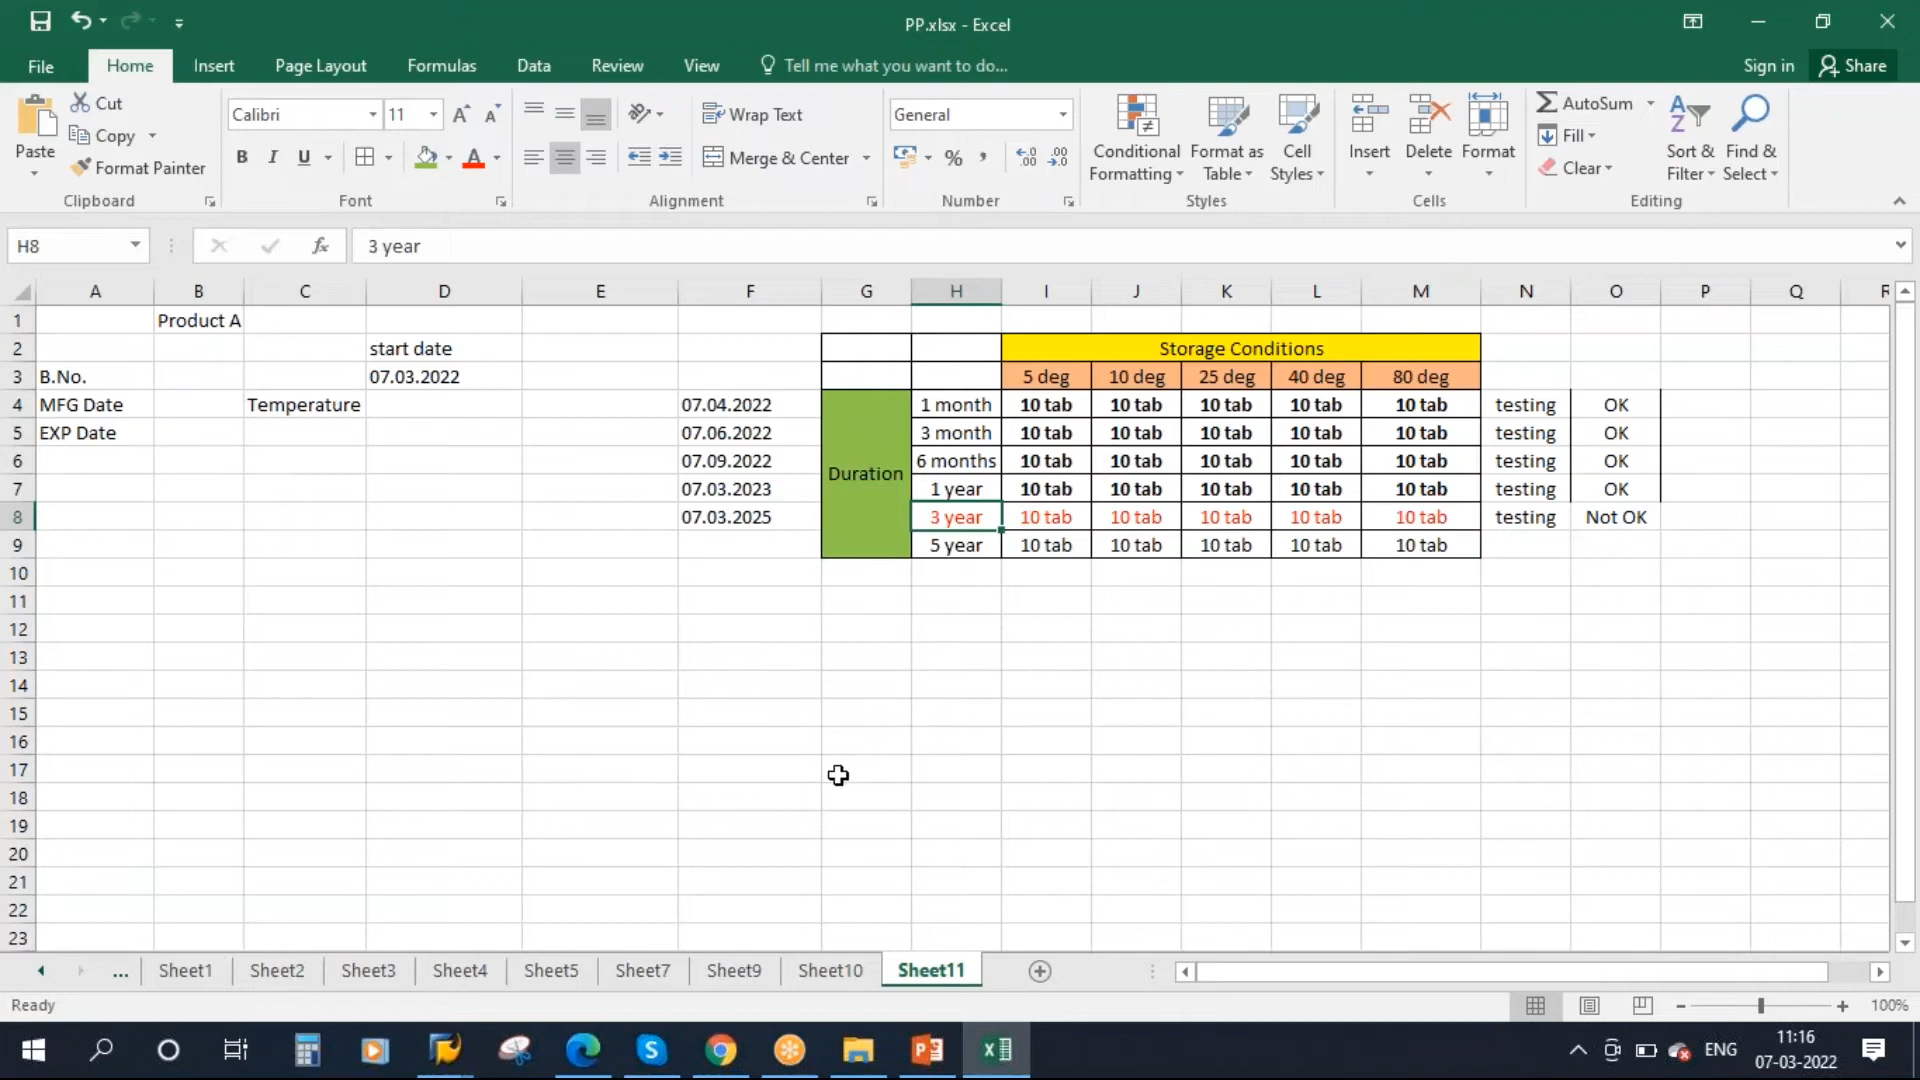 PP.xlsx - Excel
File Home Insert Page Layout Formulas Data Review View Tell me what you want to do... Sign in Share
Cut
Copy
Format Painter
Paste
Clipboard
Calibri 11
B I U
Font
Wrap Text
Merge & Center
Alignment
General
%
Number
Conditional Formatting
Format as Table
Cell Styles
Styles
Insert Delete Format
Cells
AutoSum
Fill
Clear
Sort & Filter
Find & Select
Editing
H8 fx 3 year
A B C D E F G H I J K L M N O P Q R
1 Product A
2 start date Storage Conditions
3 B.No. 07.03.2022 5 deg 10 deg 25 deg 40 deg 80 deg
4 MFG Date Temperature 07.04.2022 1 month 10 tab 10 tab 10 tab 10 tab 10 tab testing OK
5 EXP Date 07.06.2022 3 month 10 tab 10 tab 10 tab 10 tab 10 tab testing OK
6 07.09.2022 6 months 10 tab 10 tab 10 tab 10 tab 10 tab testing OK
Duration
7 07.03.2023 1 year 10 tab 10 tab 10 tab 10 tab 10 tab testing OK
8 07.03.2025 3 year 10 tab 10 tab 10 tab 10 tab 10 tab testing Not OK
9 5 year 10 tab 10 tab 10 tab 10 tab 10 tab
10
11
12
13
14
15
16
17
18
19
20
21
22
23
... Sheet1 Sheet2 Sheet3 Sheet4 Sheet5 Sheet7 Sheet9 Sheet10 Sheet11
Ready 100%
ENG
11:16
07-03-2022